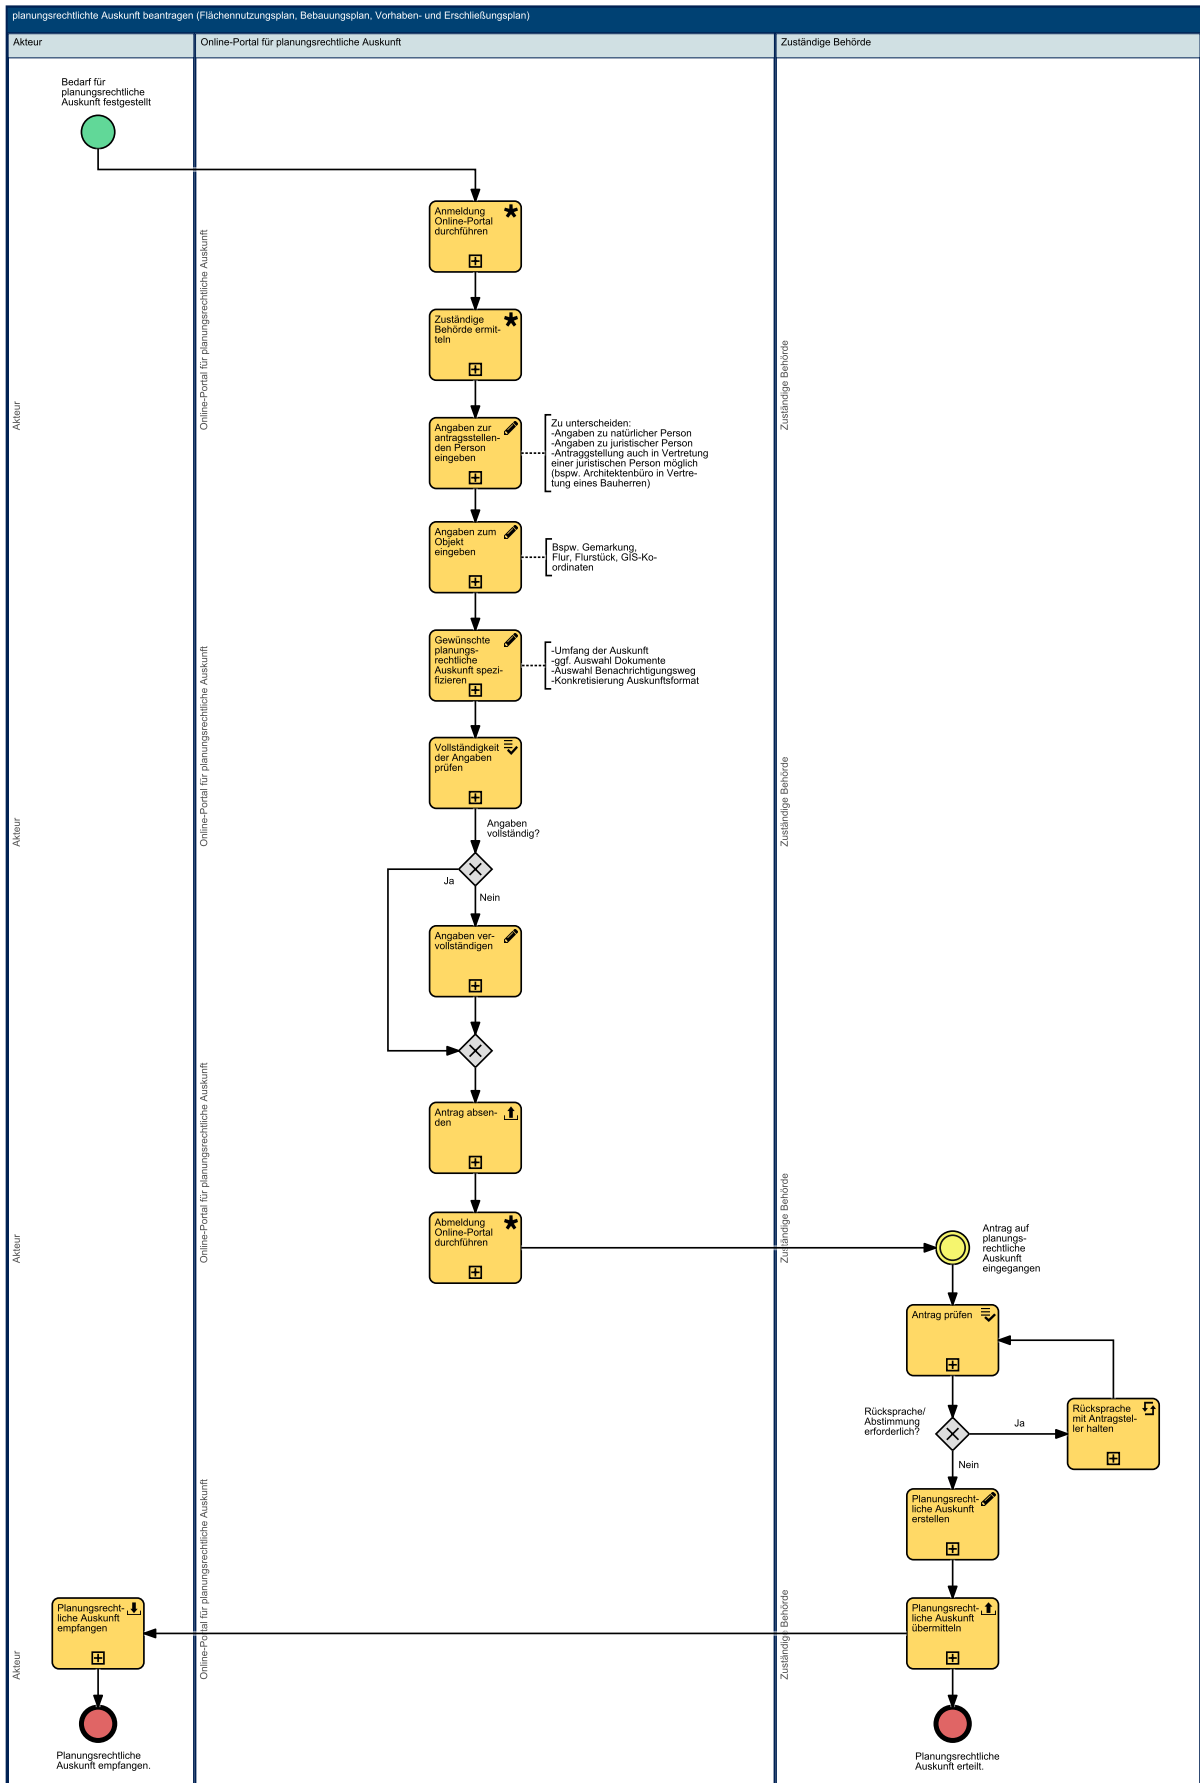 planungsrechtlichte Auskunft beantragen (Flächennutzungsplan, Bebauungsplan, Vorhaben- und Erschließungsplan)
Akteur
Online-Portal für planungsrechtliche Auskunft
Zuständige Behörde
Bedarf für
planungsrechtliche
Auskunft festgestellt
Anmeldung
Online-Portal
durchführen
Online-Portal für planungsrechtliche Auskunft
Zuständige
Behörde ermit-
teln
Zuständige Behörde
Akteur
Angaben zur
antragsstellen-
den Person
eingeben
Zu unterscheiden:
-Angaben zu natürlicher Person
-Angaben zu juristischer Person
-Antraggstellung auch in Vertretung
einer juristischen Person möglich
(bspw. Architektenbüro in Vertre-
tung eines Bauherren)
Angaben zum
Objekt
eingeben
Bspw. Gemarkung,
Flur, Flurstück, GIS-Ko-
ordinaten
Gewünschte
planungs-
rechtliche
Auskunft spezi-
fizieren
-Umfang der Auskunft
-ggf. Auswahl Dokumente
-Auswahl Benachrichtigungsweg
-Konkretisierung Auskunftsformat
Online-Portal für planungsrechtliche Auskunft
Vollständigkeit
der Angaben
prüfen
Zuständige Behörde
Akteur
Angaben
vollständig?
Ja
Nein
Angaben ver-
vollständigen
Online-Portal für planungsrechtliche Auskunft
Antrag absen-
den
Zuständige Behörde
Akteur
Abmeldung
Online-Portal
durchführen
Antrag auf
planungs-
rechtliche
Auskunft
eingegangen
Antrag prüfen
Rücksprache/
Abstimmung
erforderlich?
Ja
Rücksprache
mit Antragstel-
ler halten
Nein
Planungsrecht-
liche Auskunft
erstellen
Online-Portal für planungsrechtliche Auskunft
Zuständige Behörde
Akteur
Planungsrecht-
liche Auskunft
empfangen
Planungsrecht-
liche Auskunft
übermitteln
Planungsrechtliche
Auskunft empfangen.
Planungsrechtliche
Auskunft erteilt.